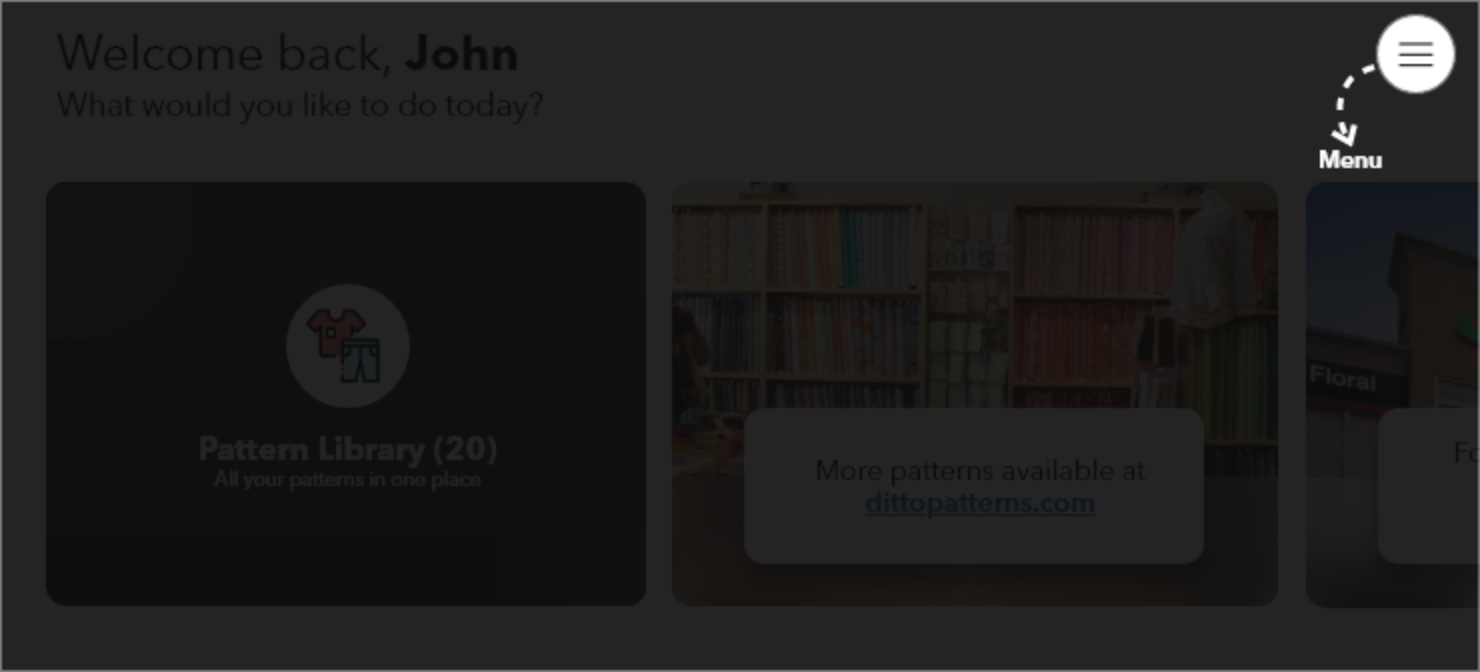 Welcome back, John
What would you like to do today?
Menu
Pattern Library (20)
All your patterns in one place
More patterns available at
dittopatterns.com
Floral